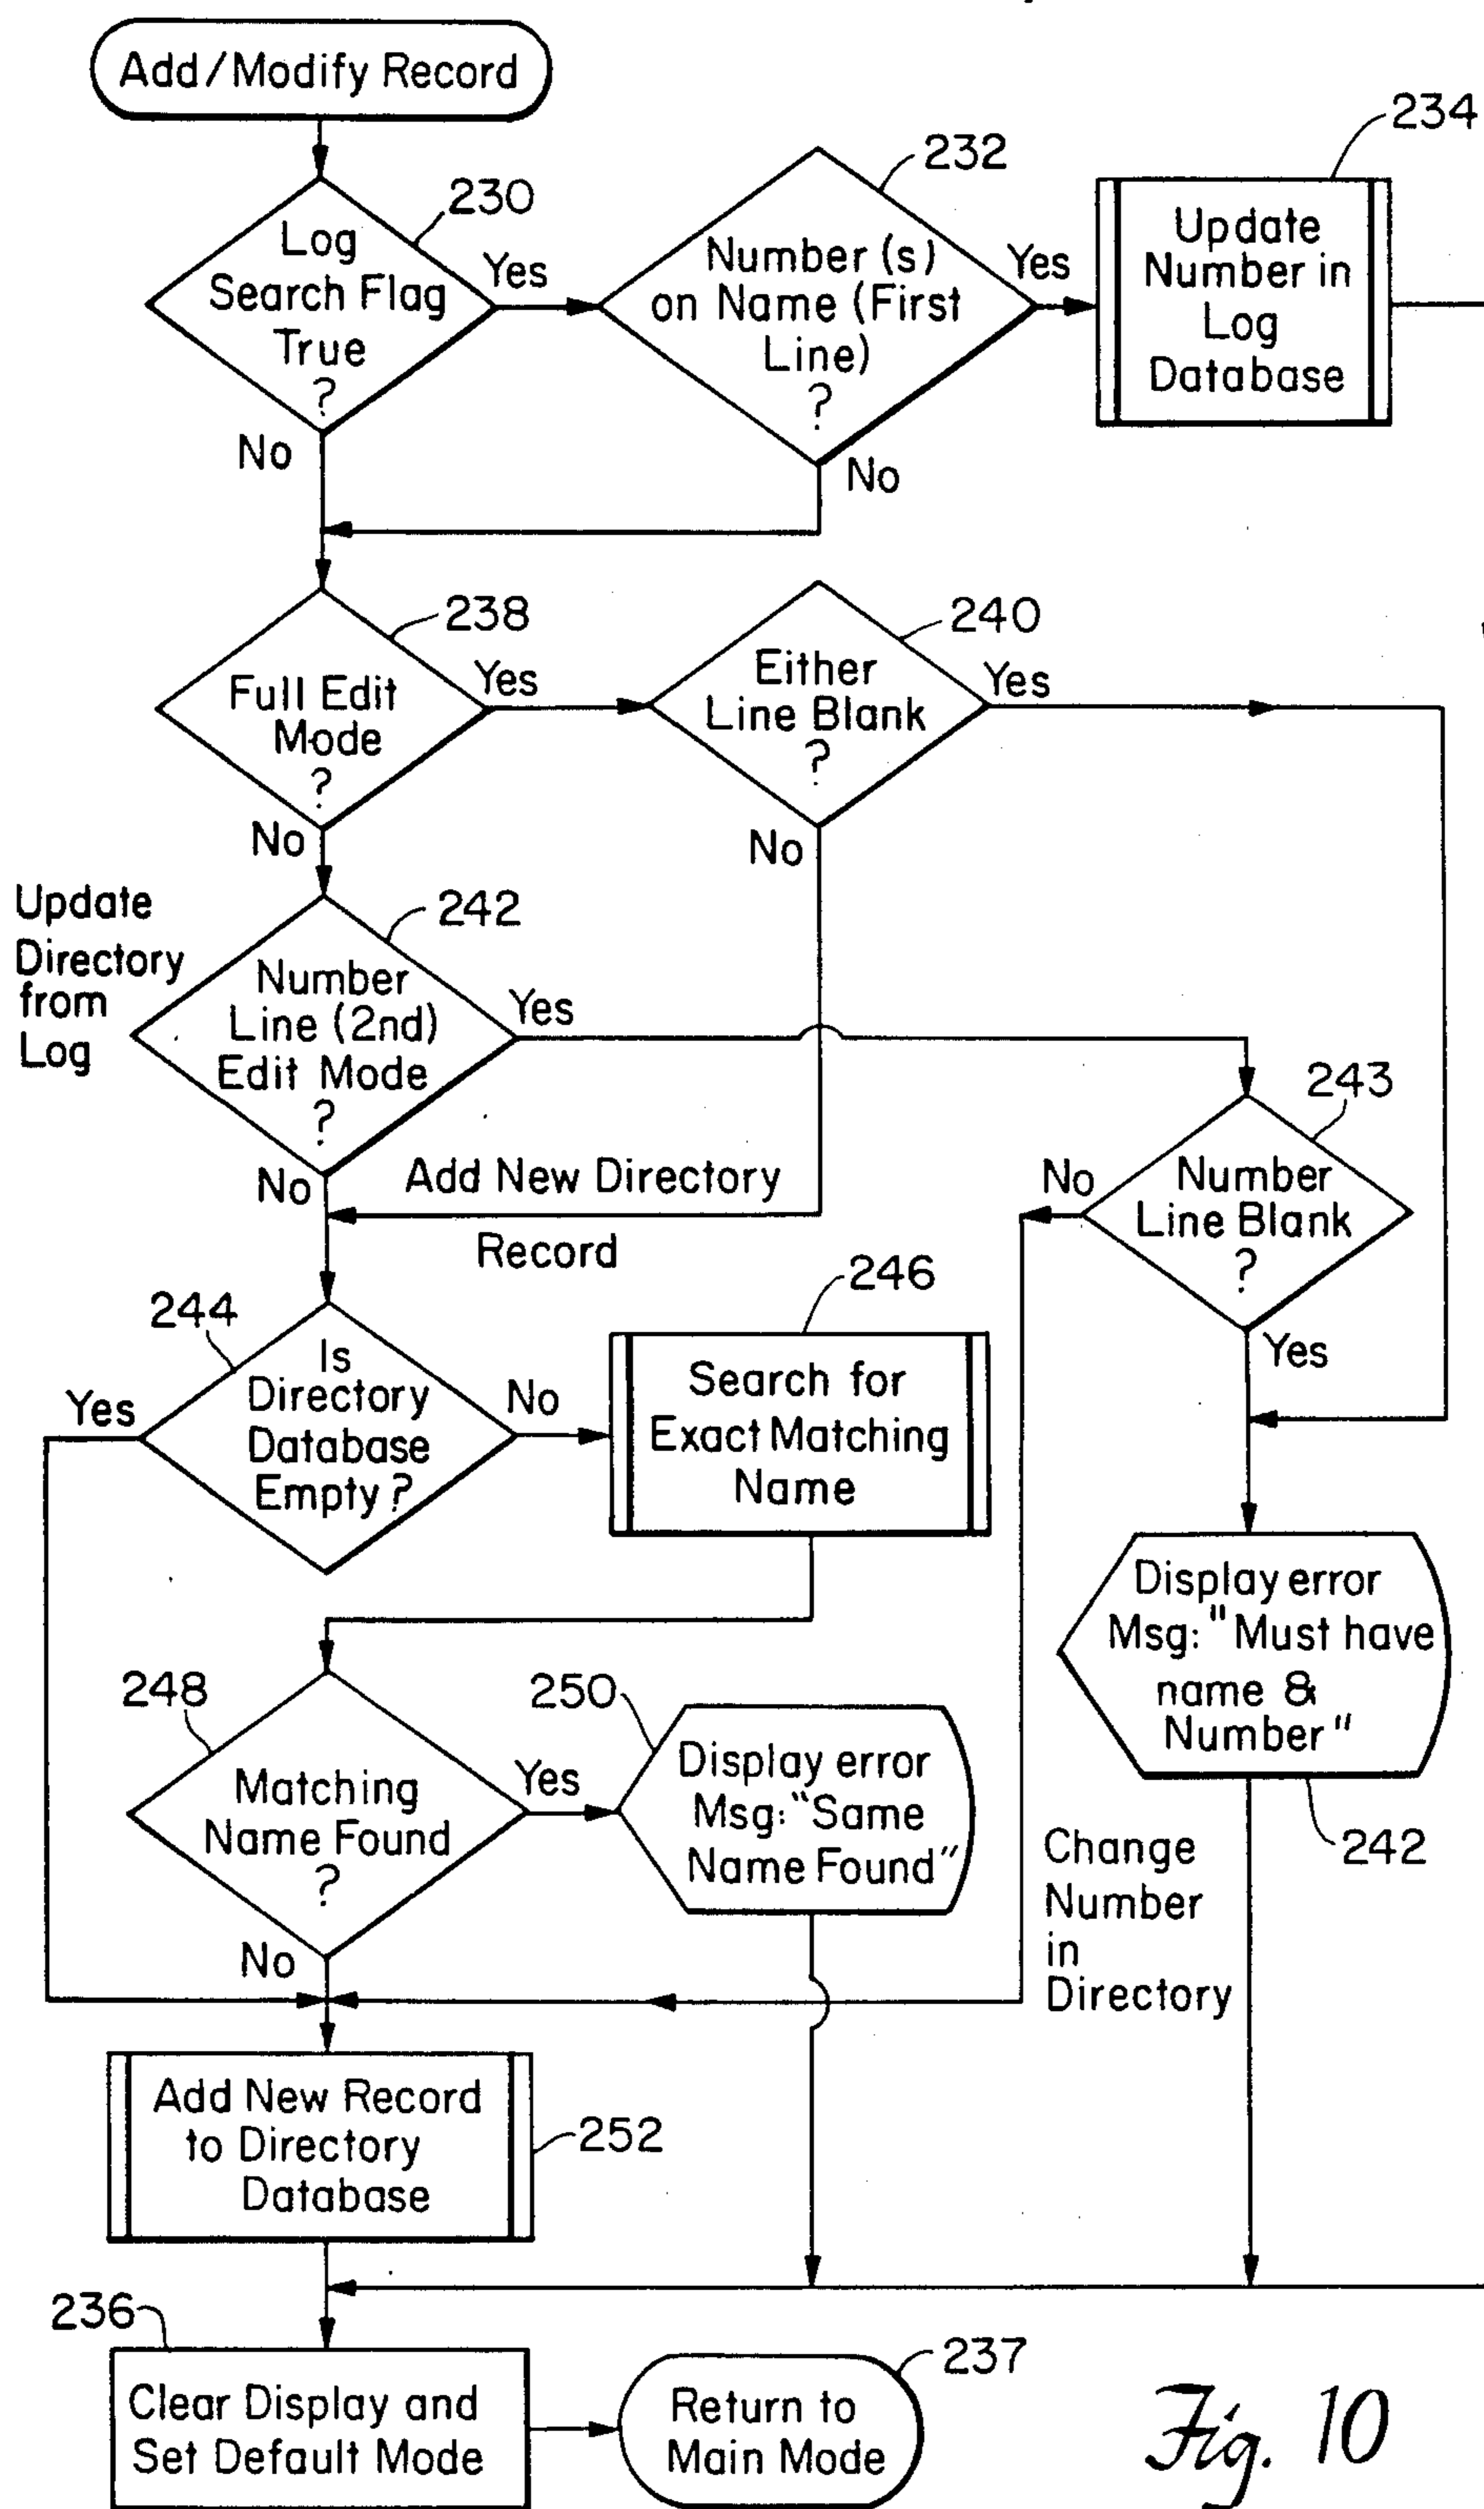 Add/Modify Record
230
Log
Search Flag
True
?
Yes
No
232
Number (s)
on Name (First
Line)
?
Yes
No
234
Update
Number in
Log
Database
238
Full Edit
Mode
?
Yes
No
240
Either
Line Blank
?
Yes
No
Update
Directory
from
Log
242
Number
Line (2nd)
Edit Mode
?
Yes
No
Add New Directory
Record
243
Number
Line Blank
?
No
Yes
244
Is
Directory
Database
Empty?
Yes
No
246
Search for
Exact Matching
Name
Display error
Msg: "Must have
name &
Number"
242
248
Matching
Name Found
?
Yes
No
250
Display error
Msg: "Same
Name Found"
Change
Number
in
Directory
Add New Record
to Directory
Database
252
236
Clear Display and
Set Default Mode
237
Return to
Main Mode
Fig. 10